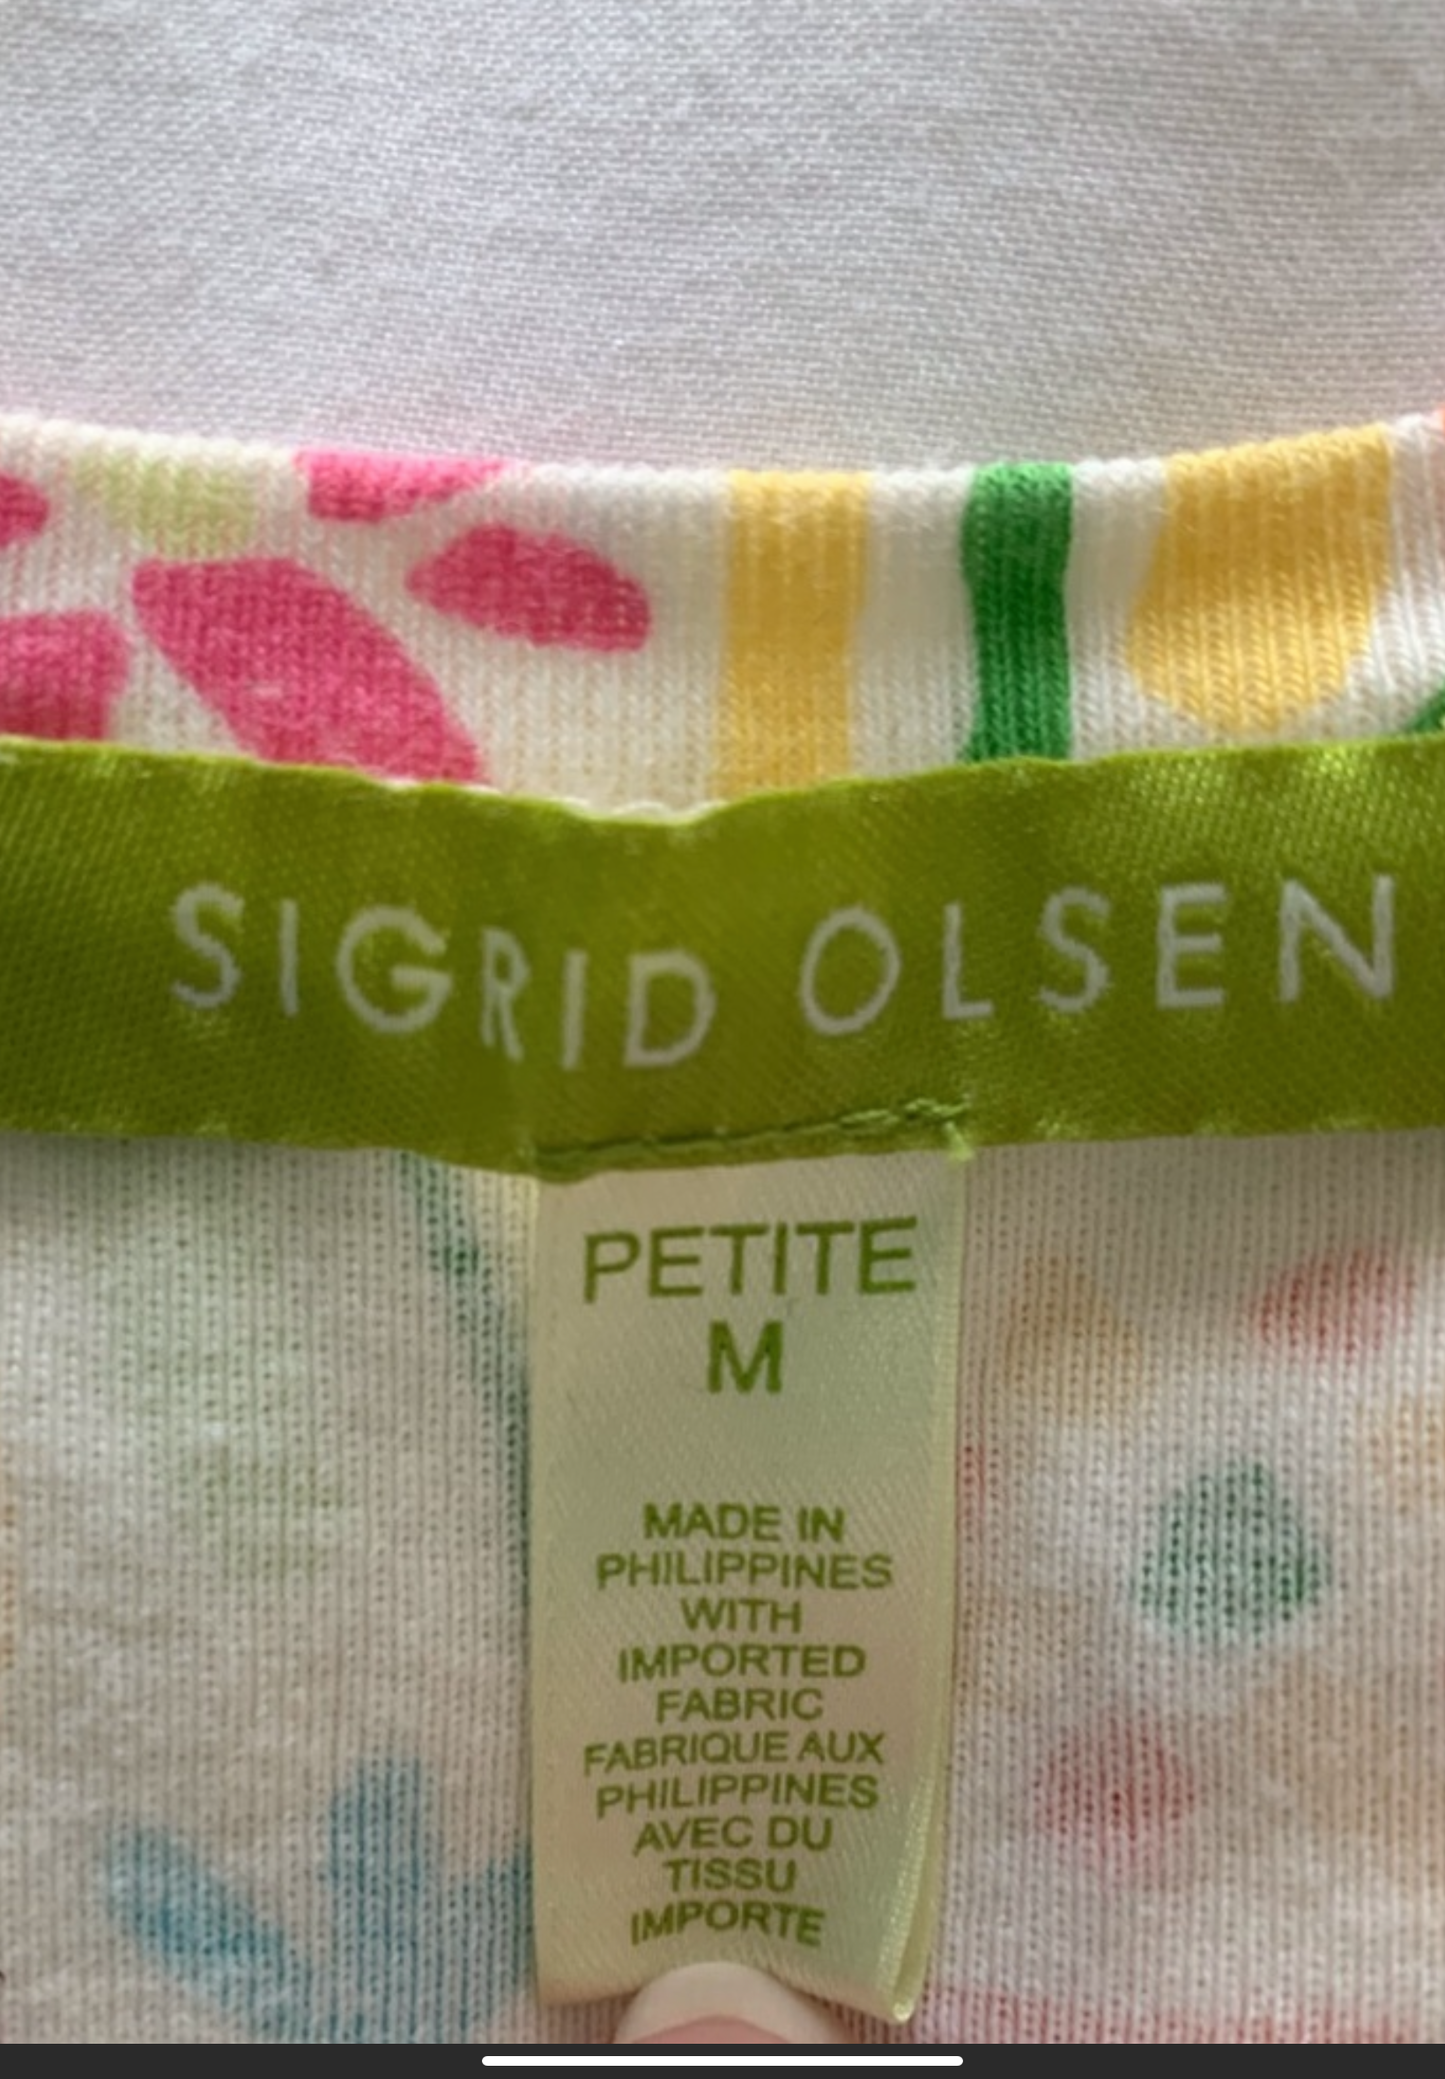 SIGRID OLSEN
PETITE
M
MADE IN
PHILIPPINES
WITH
IMPORTED
FABRIC
FABRIQUE AUX
PHILIPPINES
AVEC DU
TISSU
IMPORTE